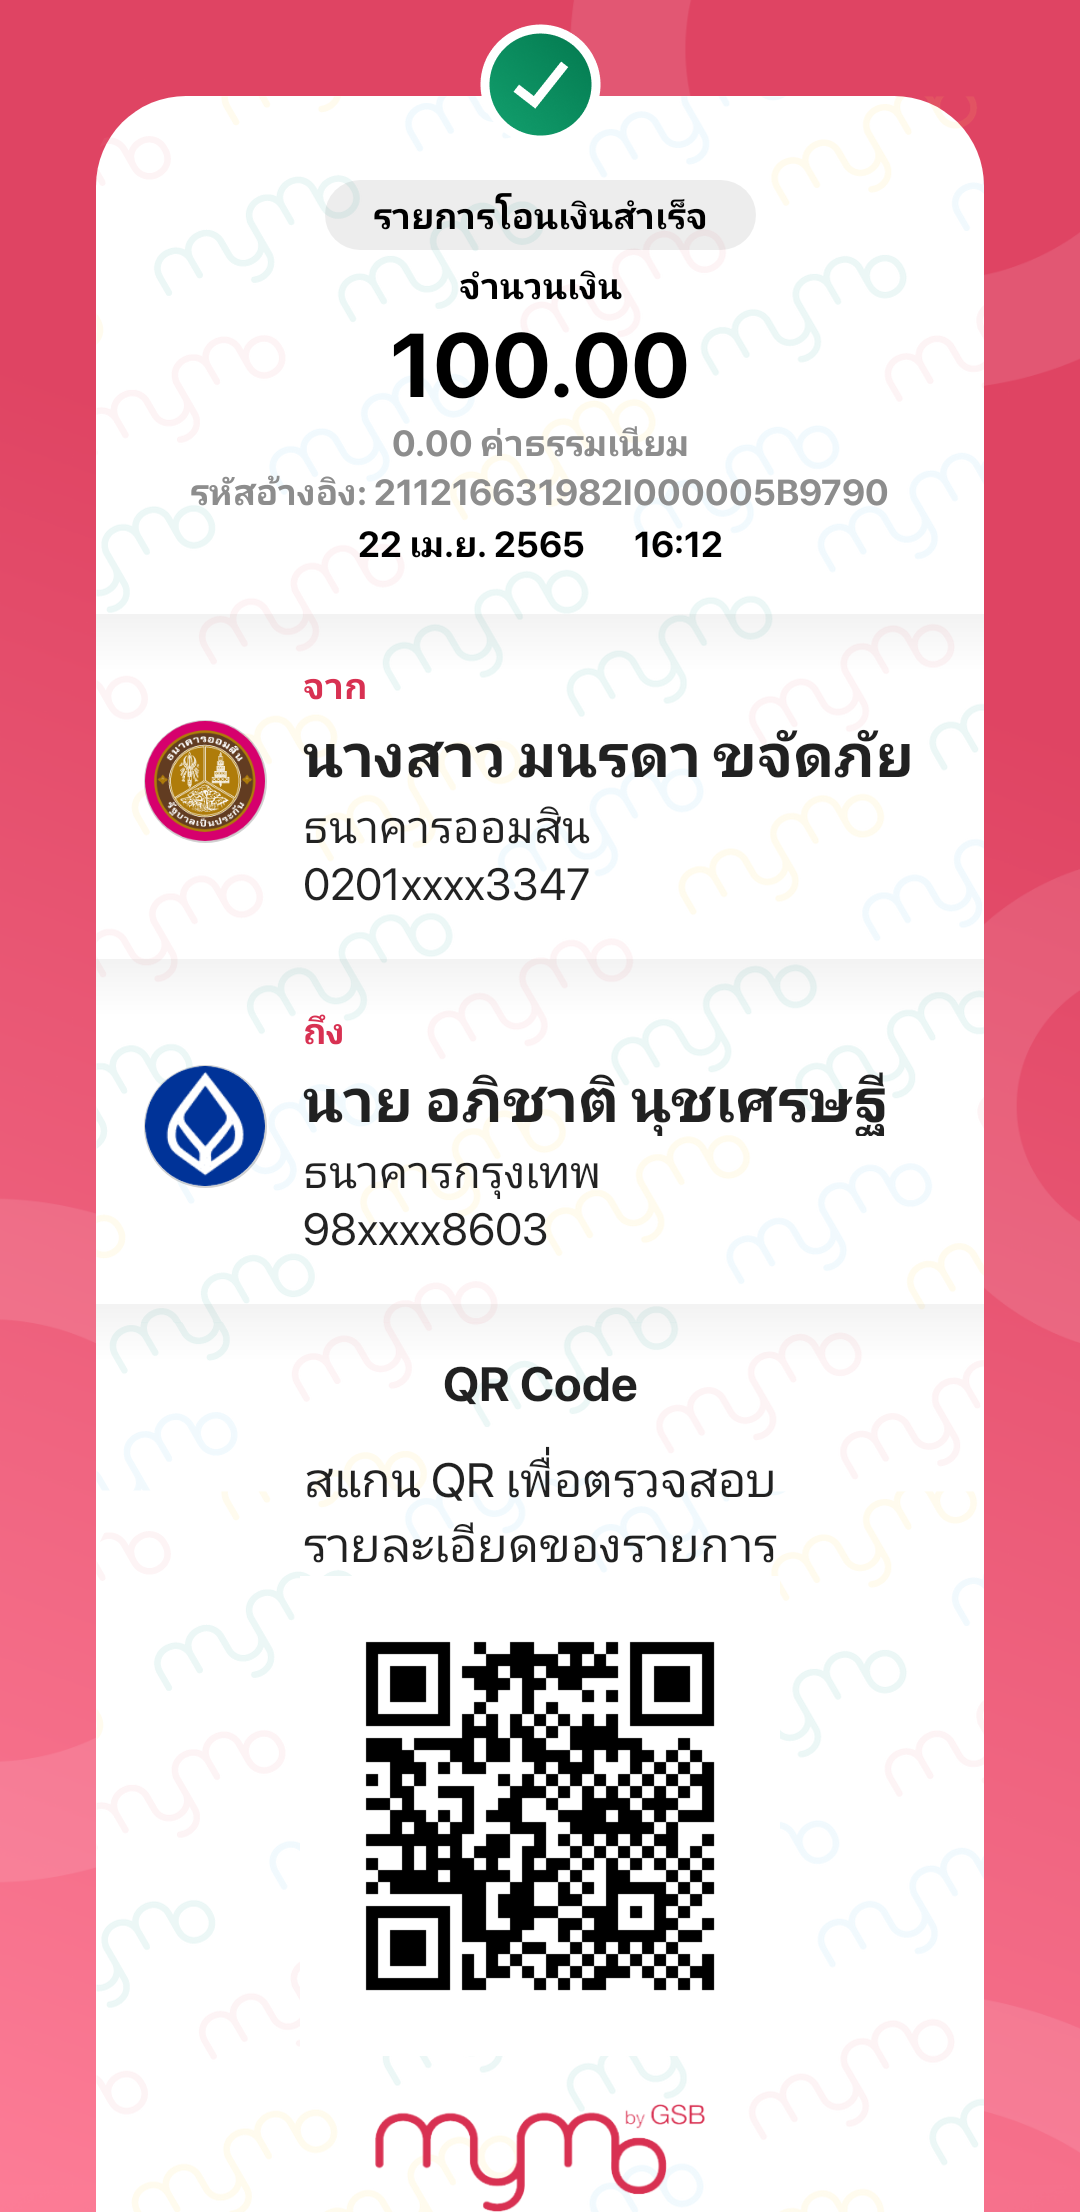 รายการโอนเงินสำเร็จ
จำนวนเงิน
100.00
0.00 ค่าธรรมเนียม
รหัสอ้างอิง: 211216631982I000005B9790
22 เม.ย. 2565 16:12
จาก
นางสาว มนรดา ขจัดภัย
ธนาคารออมสิน
0201xxxx3347
ถึง
นาย อภิชาติ นุชเศรษฐี
ธนาคารกรุงเทพ
98xxxx8603
QR Code
สแกน QR เพื่อตรวจสอบ
รายละเอียดของรายการ
mymo by GSB